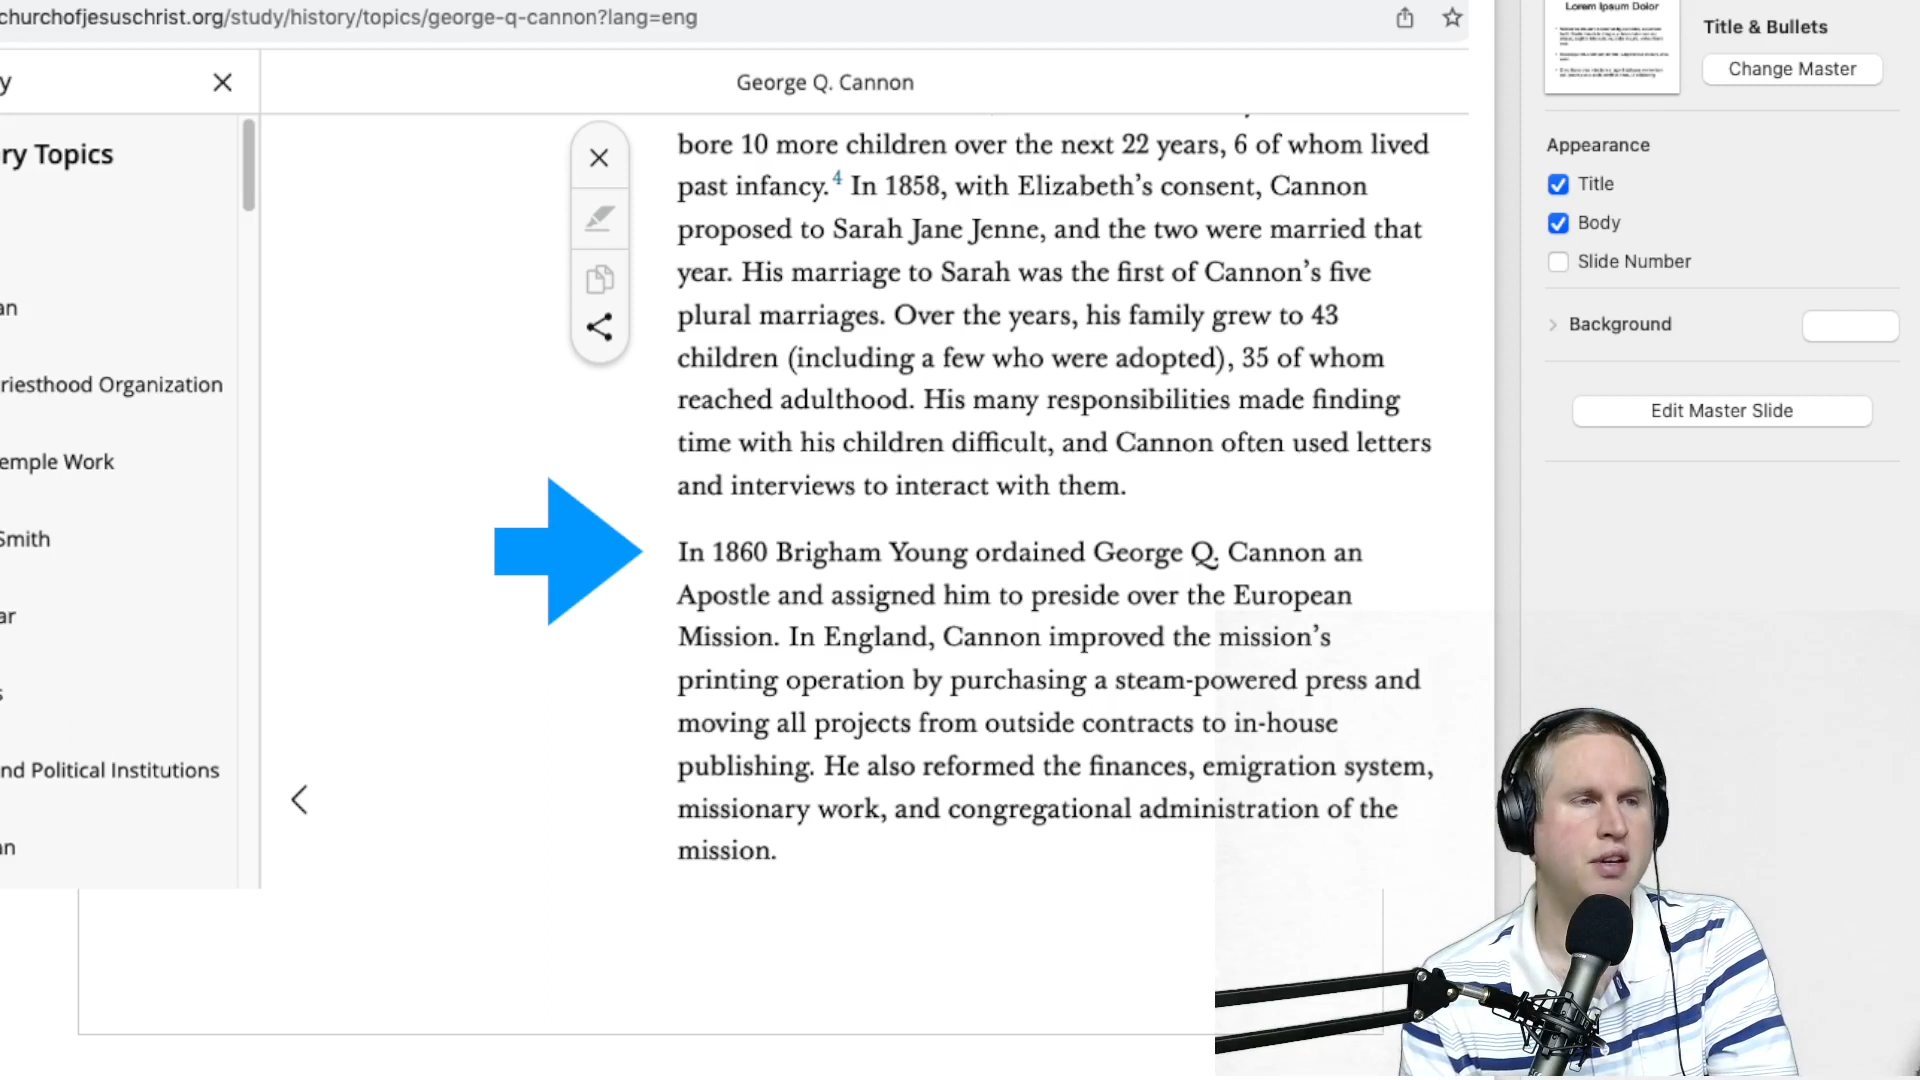 churchofjesuschrist.org/study/history/topics/george-q-cannon?lang=eng
y
George Q. Cannon
ry Topics
an
riesthood Organization
emple Work
Smith
ar
s
nd Political Institutions
an
bore 10 more children over the next 22 years, 6 of whom lived
past infancy.4 In 1858, with Elizabeth’s consent, Cannon
proposed to Sarah Jane Jenne, and the two were married that
year. His marriage to Sarah was the first of Cannon’s five
plural marriages. Over the years, his family grew to 43
children (including a few who were adopted), 35 of whom
reached adulthood. His many responsibilities made finding
time with his children difficult, and Cannon often used letters
and interviews to interact with them.
In 1860 Brigham Young ordained George Q. Cannon an
Apostle and assigned him to preside over the European
Mission. In England, Cannon improved the mission’s
printing operation by purchasing a steam-powered press and
moving all projects from outside contracts to in-house
publishing. He also reformed the finances, emigration system,
missionary work, and congregational administration of the
mission.
Lorem Ipsum Dolor
Title & Bullets
Change Master
Appearance
Title
Body
Slide Number
Background
Edit Master Slide